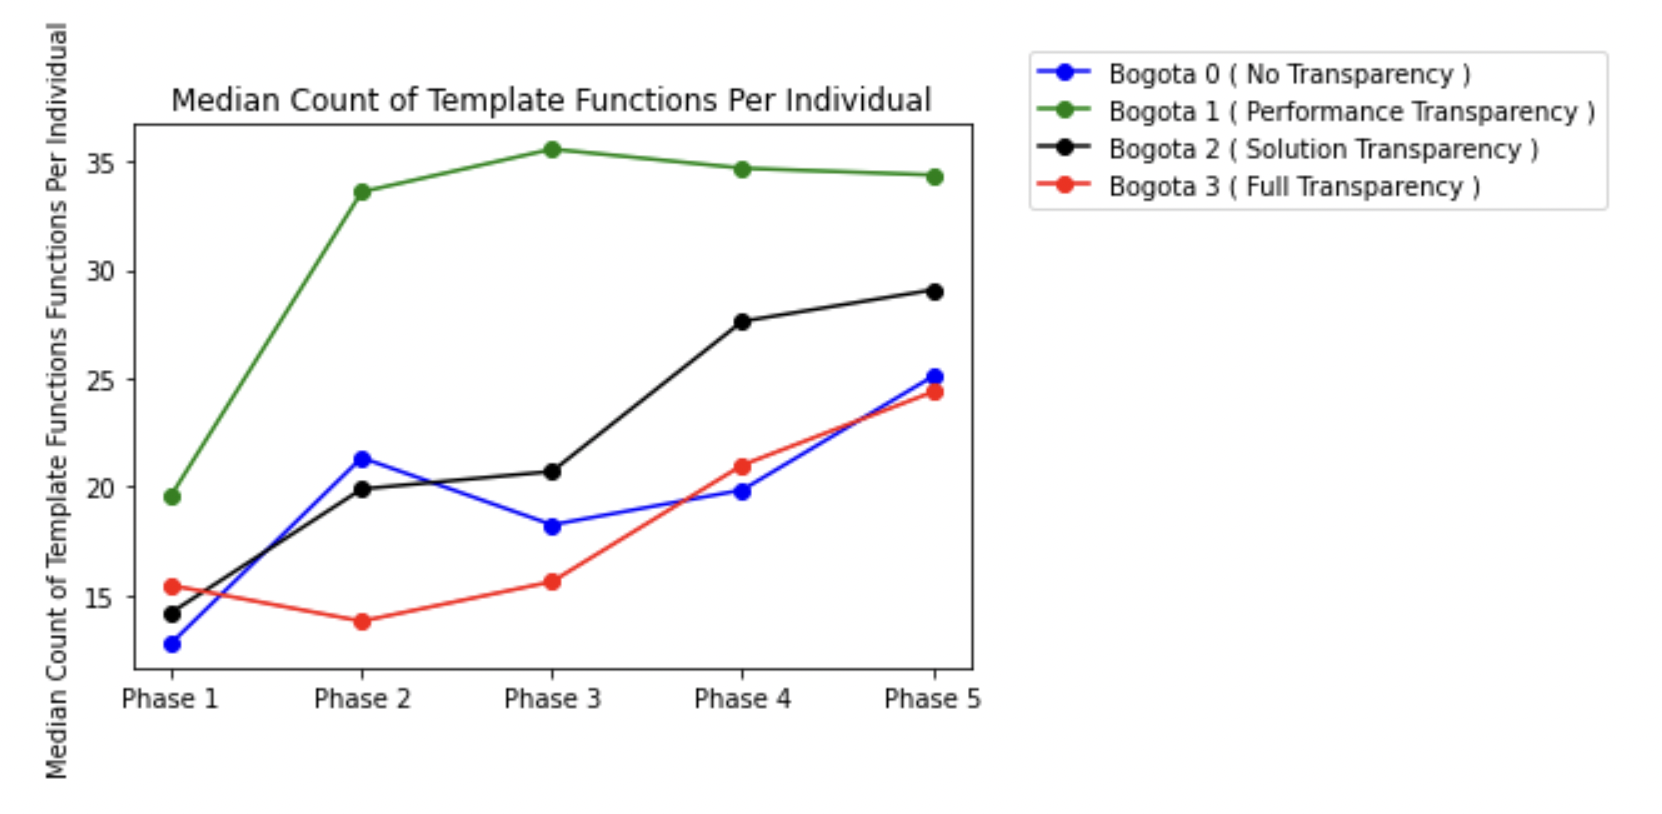 Median Count of Template Functions Per Individual
Median Count of Template Functions Functions Per Individual
35
30
25
20
15
Phase 1
Phase 2
Phase 3
Phase 4
Phase 5
Bogota 0 ( No Transparency )
Bogota 1 ( Performance Transparency )
Bogota 2 ( Solution Transparency )
Bogota 3 ( Full Transparency )